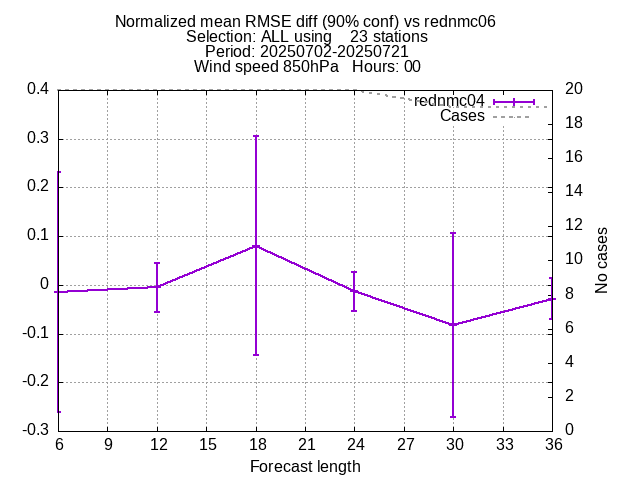 Normalized mean RMSE diff (90% conf) vs rednmc06
Selection: ALL using    23 stations
Period: 20250702-20250721
Wind speed 850hPa   Hours: 00
rednmc04
Cases
0.4
0.3
0.2
0.1
0
-0.1
-0.2
-0.3
20
18
16
14
12
10
8
6
4
2
0
No cases
6 9 12 15 18 21 24 27 30 33 36
Forecast length